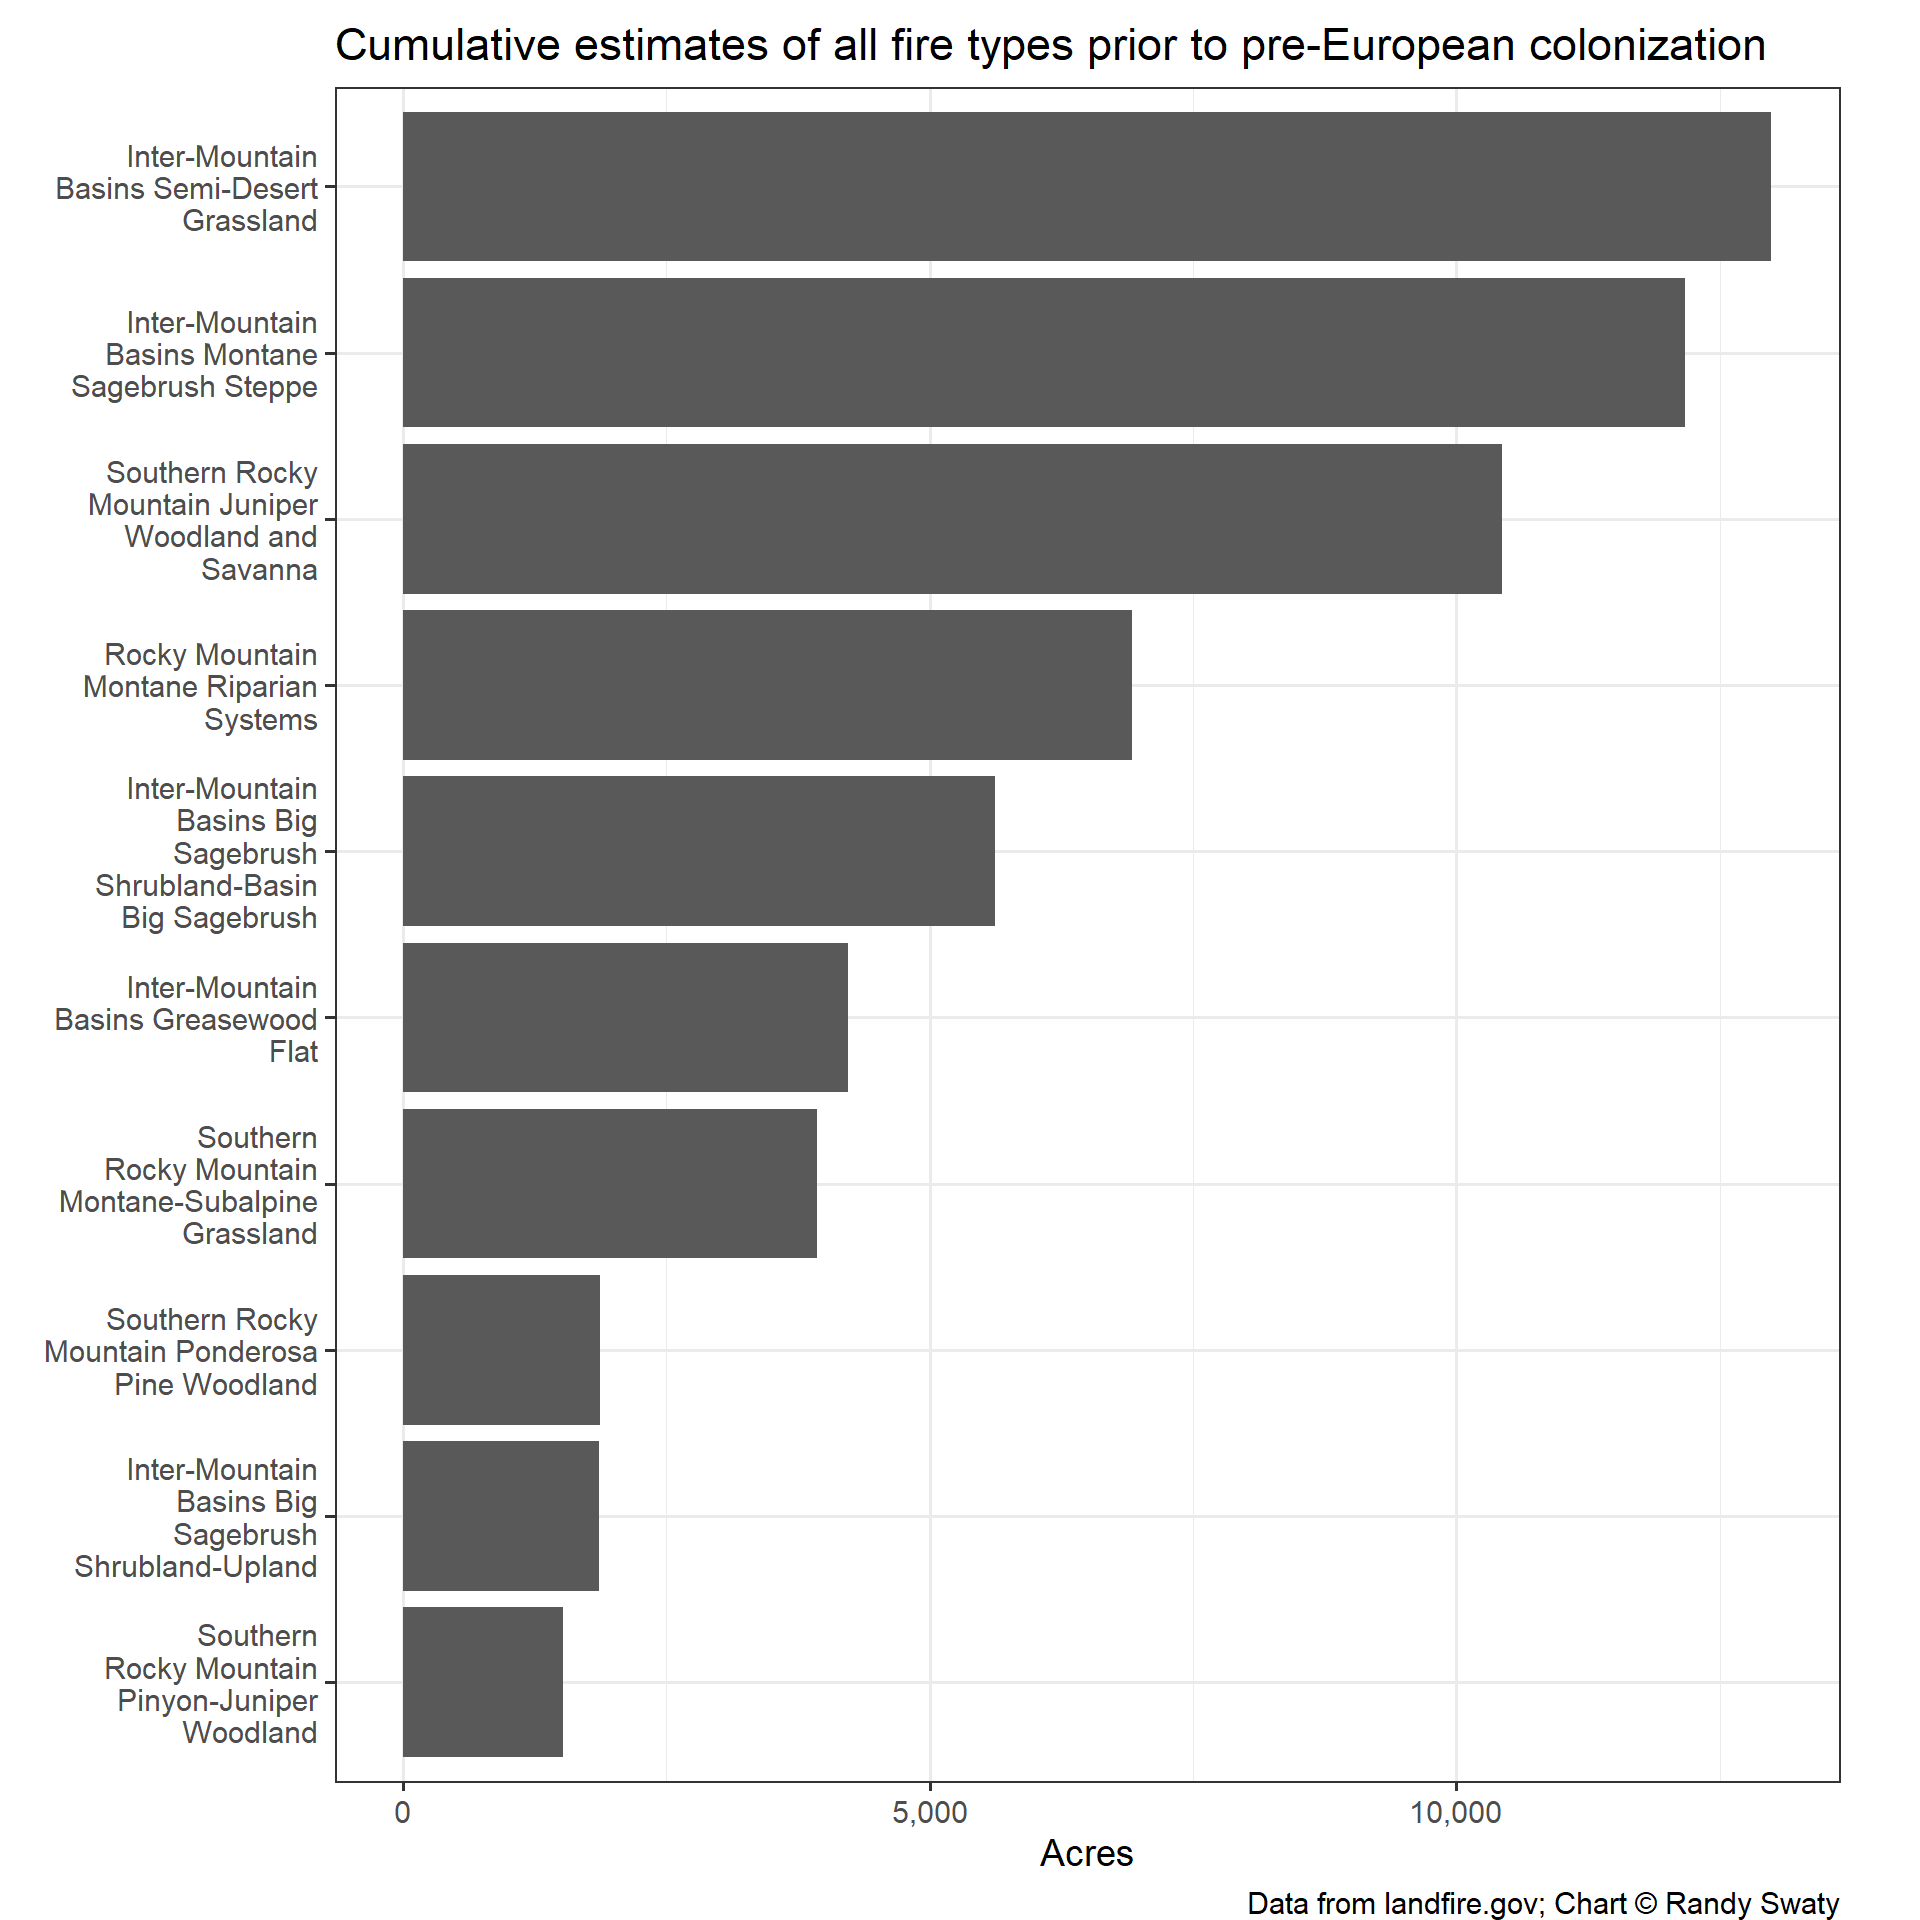 Cumulative estimates of all fire types prior to pre-European colonization
Inter-Mountain
Basins Semi-Desert
Grassland
Inter-Mountain
Basins Montane
Sagebrush Steppe
Southern Rocky
Mountain Juniper
Woodland and
Savanna
Rocky Mountain
Montane Riparian
Systems
Inter-Mountain
Basins Big
Sagebrush
Shrubland-Basin
Big Sagebrush
Inter-Mountain
Basins Greasewood
Flat
Southern
Rocky Mountain
Montane-Subalpine
Grassland
Southern Rocky
Mountain Ponderosa
Pine Woodland
Inter-Mountain
Basins Big
Sagebrush
Shrubland-Upland
Southern
Rocky Mountain
Pinyon-Juniper
Woodland
0 5,000 10,000
Acres
Data from landfire.gov; Chart © Randy Swaty